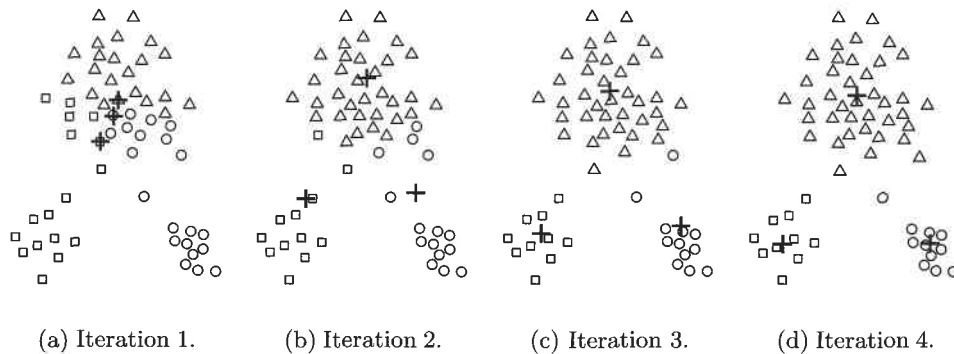 (a) Iteration 1.
(b) Iteration 2.
(c) Iteration 3.
(d) Iteration 4.